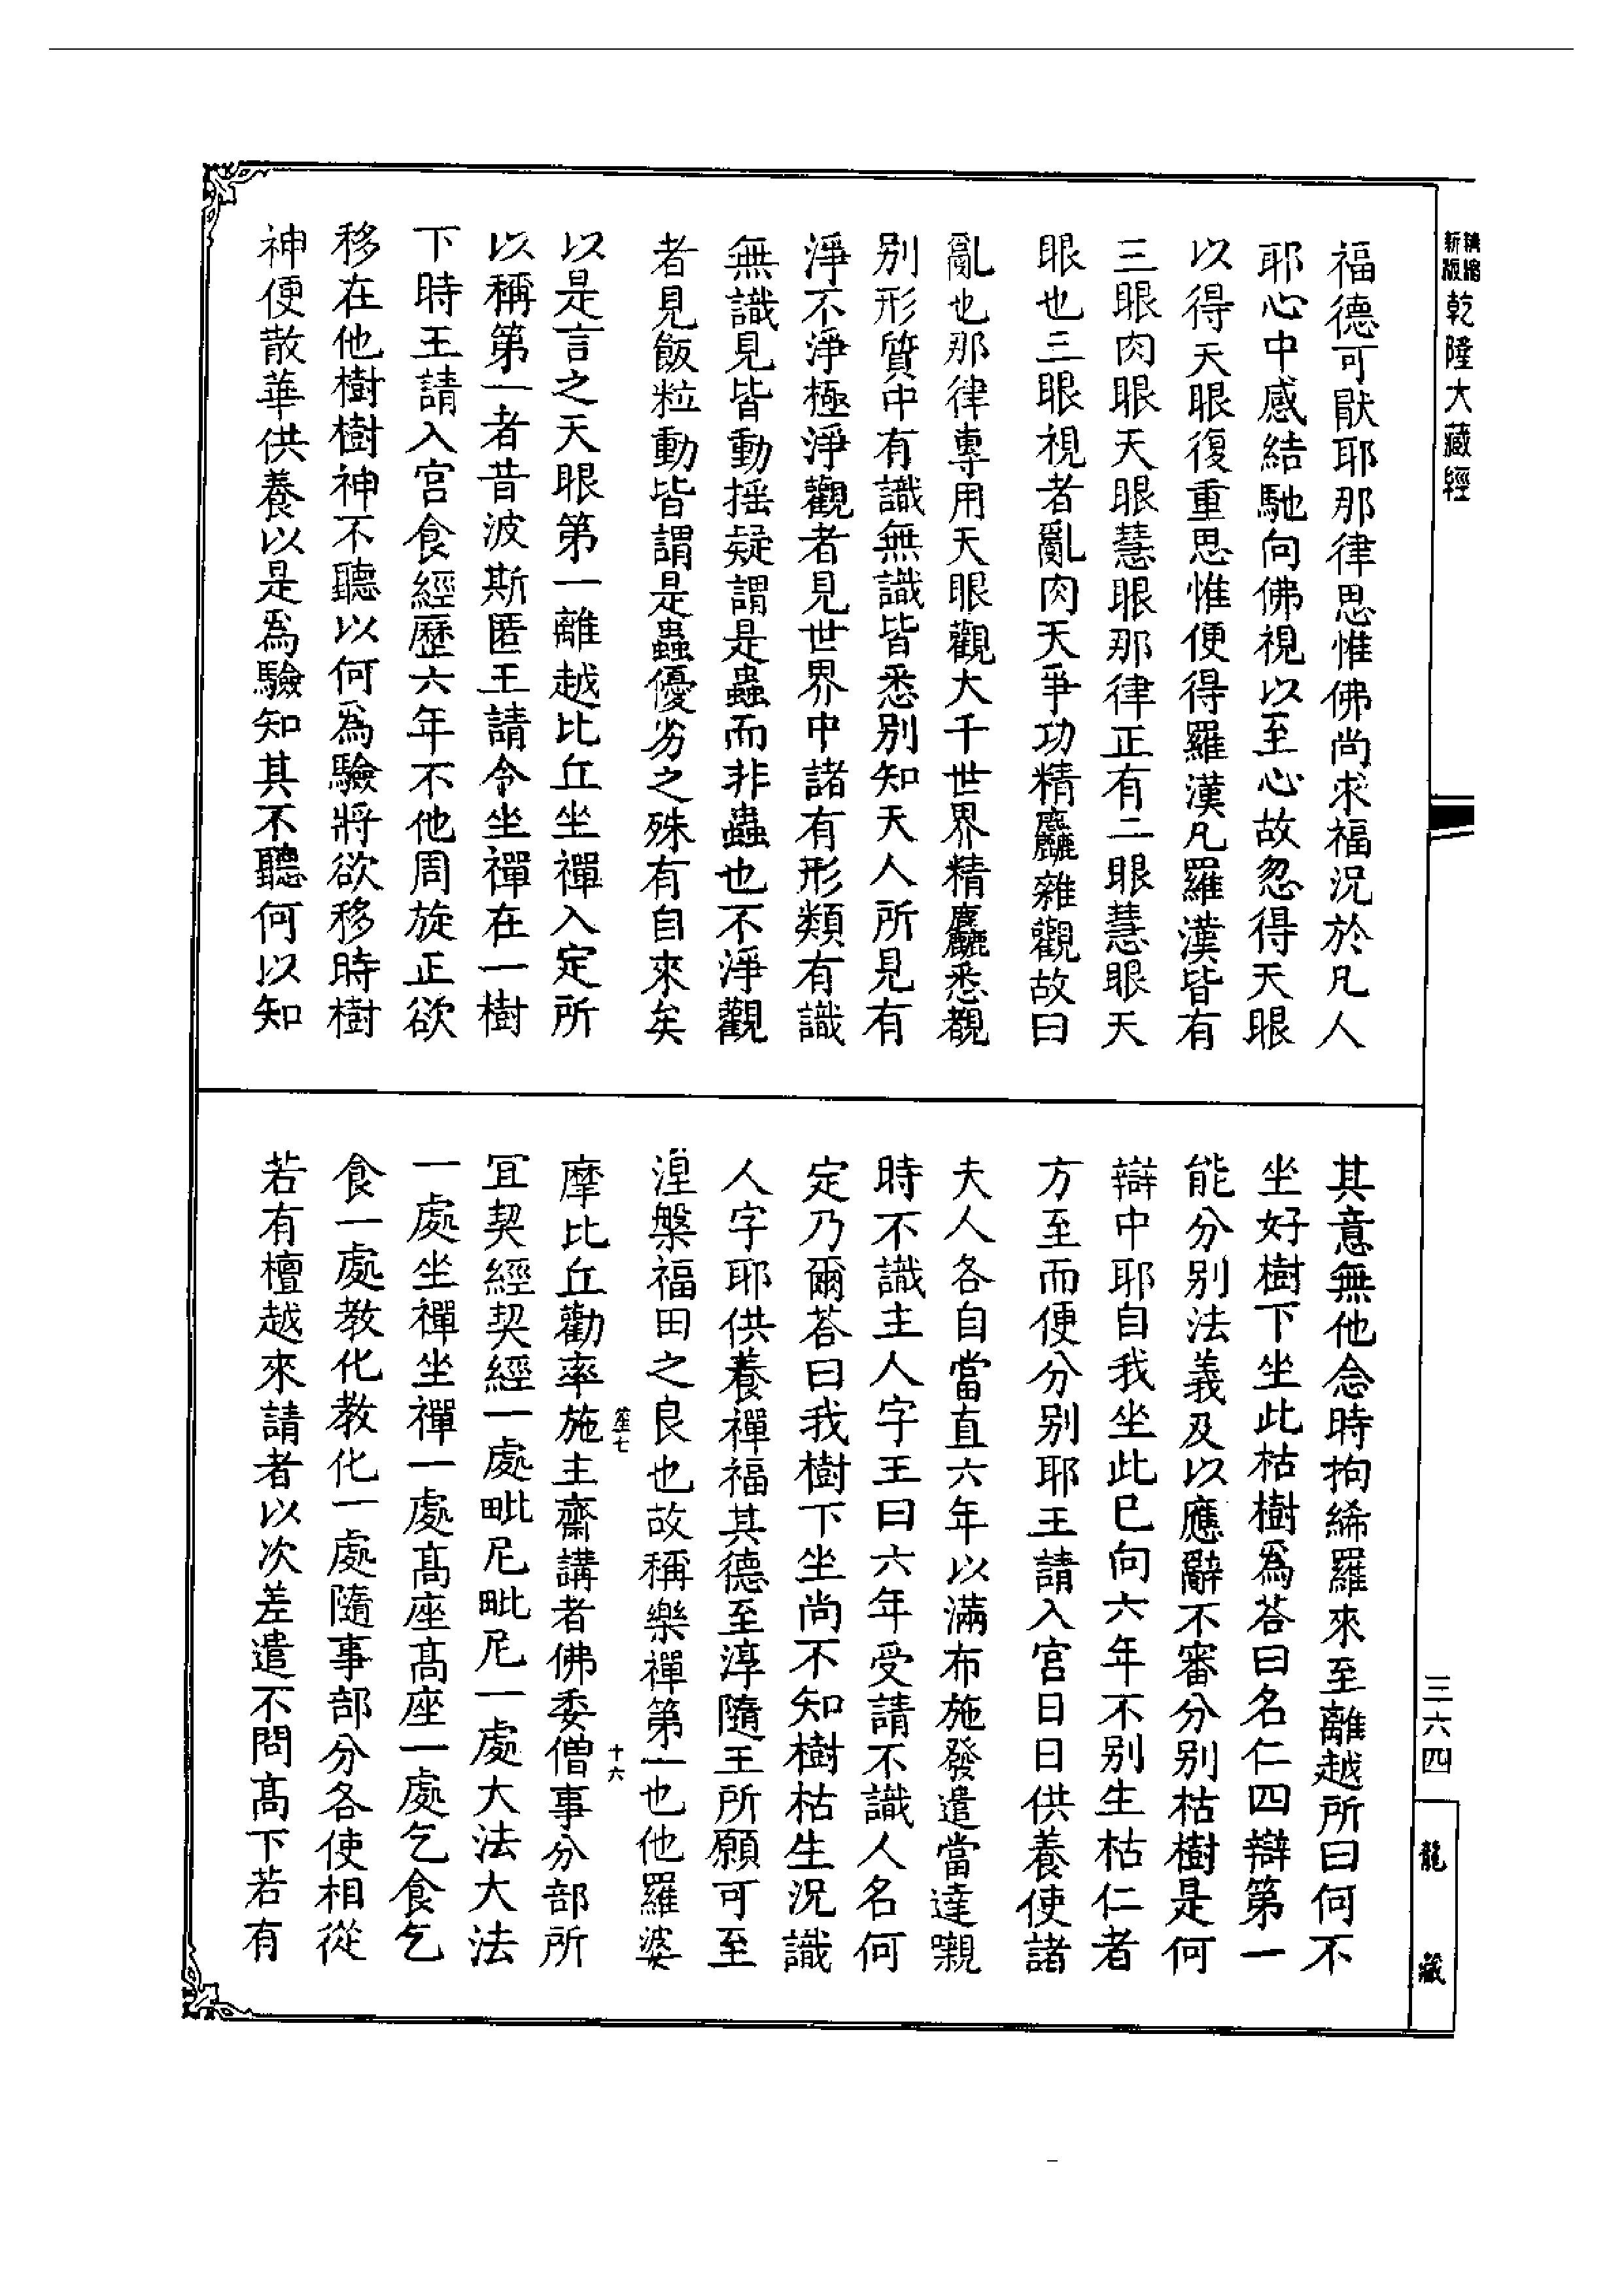 精縮新版乾隆大藏經
福德可猒耶那律思惟佛尚求福況於凡人
耶心中感結馳向佛視以至心故忽得天眼
以得天眼復重思惟便得羅漢凡羅漢皆有
三眼肉眼天眼慧眼那律正有二眼慧眼天
眼也三眼視者亂肉天爭功精麤雜觀故曰
亂也那律專用天眼觀大千世界精麤悉覩
別形質中有識無識皆悉別知天人所見有
淨不淨極淨觀者見世界中諸有形類有識
無識見皆動搖疑謂是蟲而非蟲也不淨觀
者見飯粒動皆謂是蟲優劣之殊有自來矣
以是言之天眼第一離越比丘坐禪入定所
以稱第一者昔波斯匿王請令坐禪在一樹
下時王請入宮食經歷六年不他周旋正欲
移在他樹樹神不聽以何爲驗將欲移時樹
神便散華供養以是爲驗知其不聽何以知
其意無他念時拘絺羅來至離越所曰何不
坐好樹下坐此枯樹爲荅曰名仁四辯第一
能分別法義及以應辭不審分別枯樹是何
辯中耶自我坐此已向六年不別生枯仁者
方至而便分別耶王請入宮日日供養使諸
夫人各自當直六年以滿布施發遣當達嚫
時不識主人字王曰六年受請不識人名何
定乃爾荅曰我樹下坐尚不知樹枯生況識
人字耶供養禪福其德至淳隨王所願可至
湼槃福田之良也故稱樂禪第一也他羅婆
笙七
十六
摩比丘勸率施主齋講者佛委僧事分部所
冝契經契經一處毗尼毗尼一處大法大法
一處坐禪坐禪一處髙座髙座一處乞食乞
食一處教化教化一處隨事部分各使相從
若有檀越來請者以次差遣不問髙下若有
三六四
龍藏